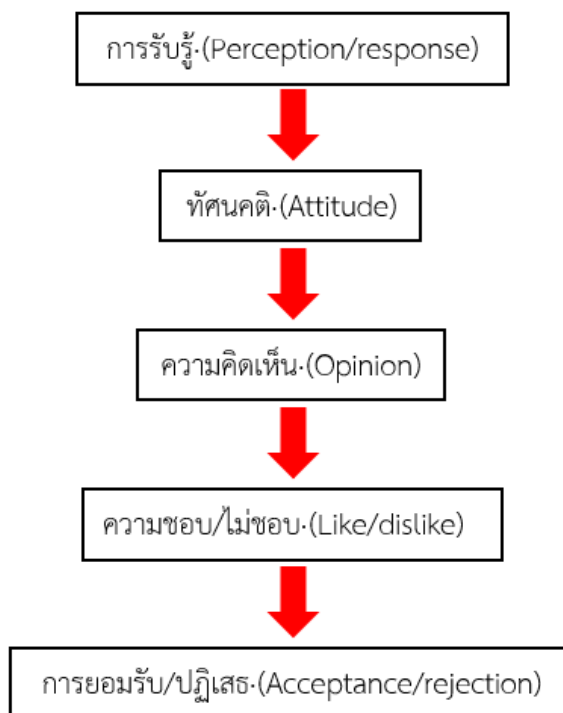 การรับรู้·(Perception/response)
ทัศนคติ·(Attitude)
ความคิดเห็น·(Opinion)
ความชอบ/ไม่ชอบ·(Like/dislike)
การยอมรับ/ปฏิเสธ·(Acceptance/rejection)